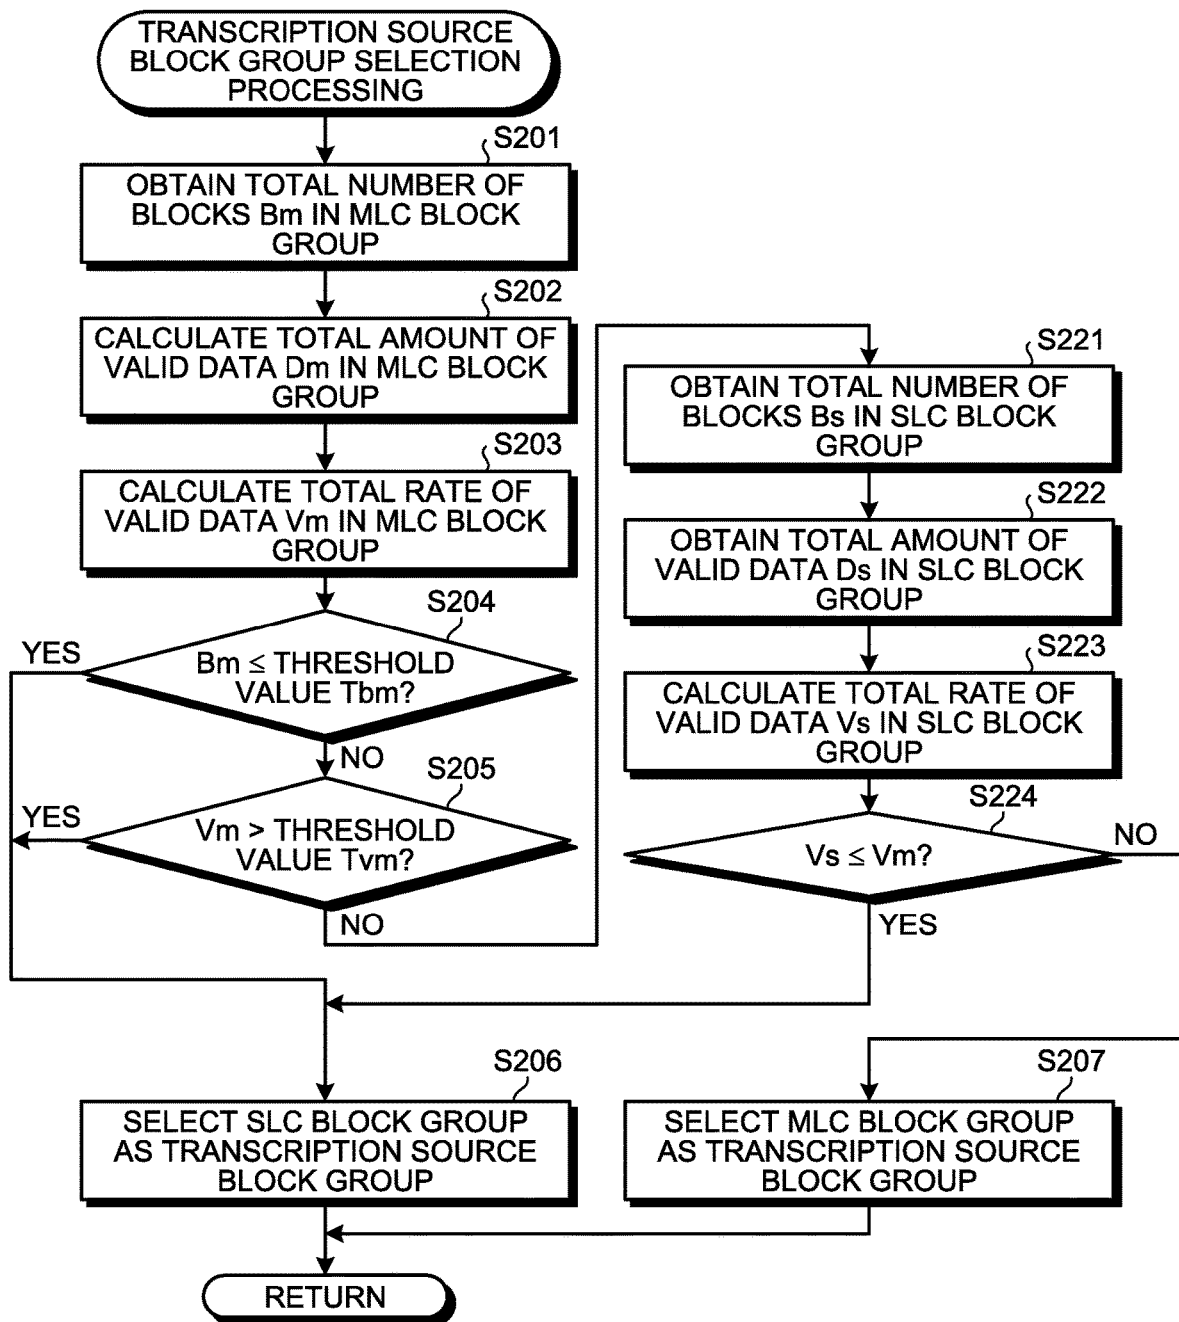 TRANSCRIPTION SOURCE
BLOCK GROUP SELECTION
PROCESSING
S201
OBTAIN TOTAL NUMBER OF
BLOCKS Bm IN MLC BLOCK
GROUP
S202
CALCULATE TOTAL AMOUNT OF
VALID DATA Dm IN MLC BLOCK
GROUP
S203
CALCULATE TOTAL RATE OF
VALID DATA Vm IN MLC BLOCK
GROUP
S204
YES
Bm ≤ THRESHOLD
VALUE Tbm?
NO
S205
YES
Vm > THRESHOLD
VALUE Tvm?
NO
S221
OBTAIN TOTAL NUMBER OF
BLOCKS Bs IN SLC BLOCK
GROUP
S222
OBTAIN TOTAL AMOUNT OF
VALID DATA Ds IN SLC BLOCK
GROUP
S223
CALCULATE TOTAL RATE OF
VALID DATA Vs IN SLC BLOCK
GROUP
S224
NO
Vs ≤ Vm?
YES
S206
SELECT SLC BLOCK GROUP
AS TRANSCRIPTION SOURCE
BLOCK GROUP
S207
SELECT MLC BLOCK GROUP
AS TRANSCRIPTION SOURCE
BLOCK GROUP
RETURN